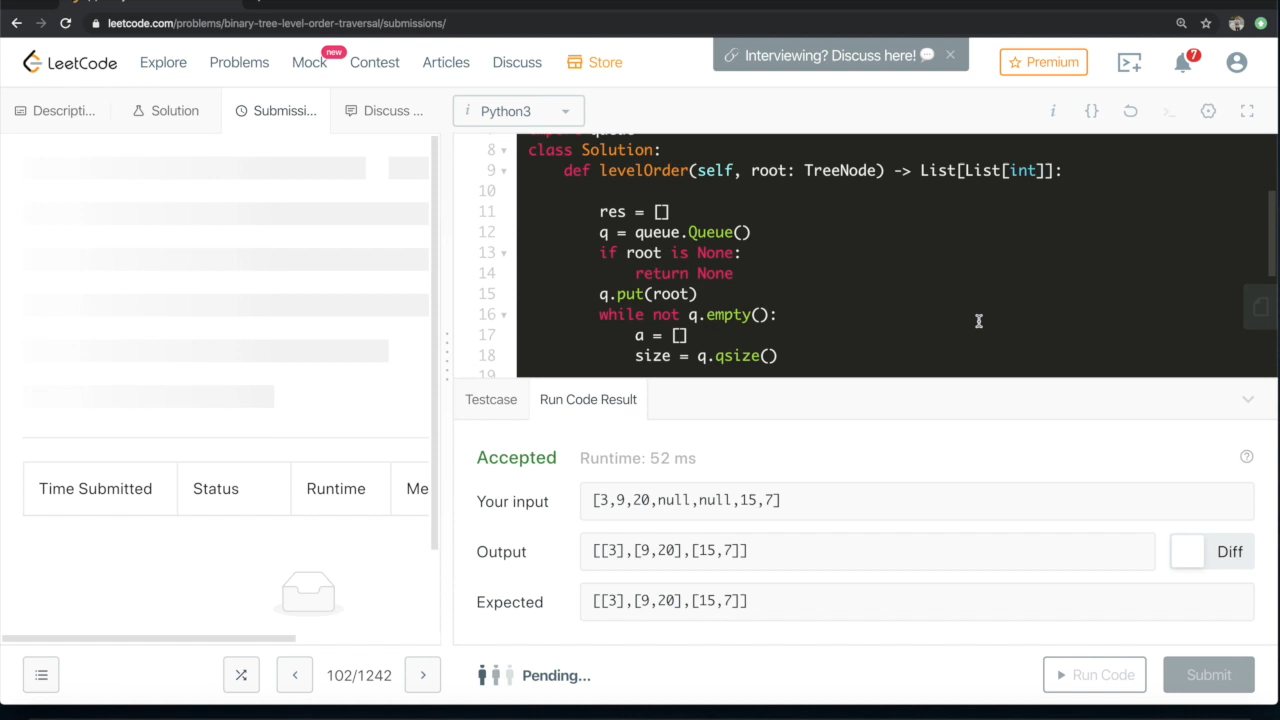 leetcode.com/problems/binary-tree-level-order-traversal/submissions/
LeetCode
Explore
Problems
Mock
new
Contest
Articles
Discuss
Store
Interviewing? Discuss here!
Premium
7
Descripti...
Solution
Submissi...
Discuss ...
i Python3
8 class Solution:
9 def levelOrder(self, root: TreeNode) -> List[List[int]]:
10
11 res = []
12 q = queue.Queue()
13 if root is None:
14 return None
15 q.put(root)
16 while not q.empty():
17 a = []
18 size = q.qsize()
19
Testcase
Run Code Result
Accepted
Runtime: 52 ms
Your input
[3,9,20,null,null,15,7]
Output
[[3],[9,20],[15,7]]
Diff
Expected
[[3],[9,20],[15,7]]
Time Submitted
Status
Runtime
Me
102/1242
Pending...
Run Code
Submit